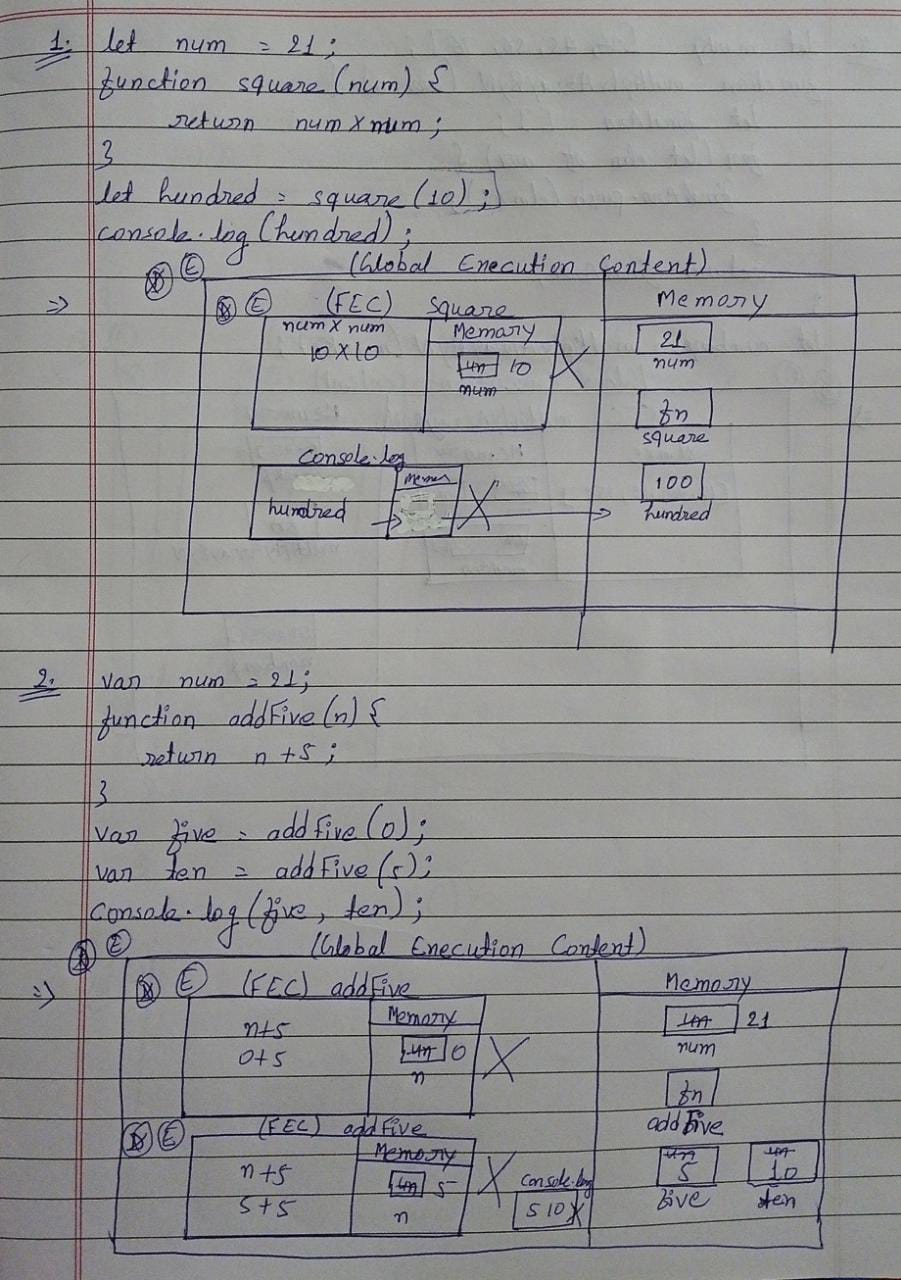 1. let num = 21;
function square (num) {
return num x num;
}
let hundred = square (10);
console.log (hundred);
(Global Execution Content)
D E
⇒ D E (FEC) square Memory
num x num Memory 21
10 x 10 un 10 num
num fn
square
console.log Memory 100
hundred hundred
2. var num = 21;
function addFive (n) {
return n + 5;
}
var five = addFive (0);
var ten = addFive (5);
console.log (five, ten);
D E (Global Execution Content)
⇒ D E (FEC) addFive Memory
n+5 Memory un 21
0+5 un 0 num
n fn
D E (FEC) addFive addFive
n+5 Memory un un
5+5 un 5 console.log 5 10
n 5 10 five ten